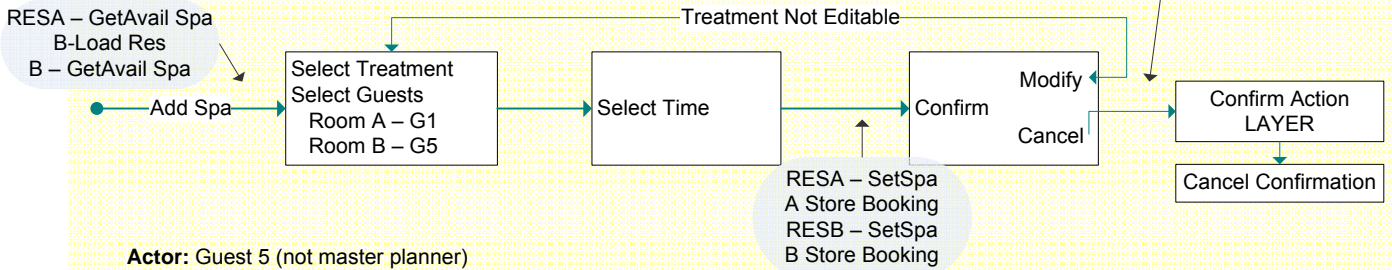 RESA – GetAvail Spa
B-Load Res
B – GetAvail Spa
Treatment Not Editable
Add Spa
Select Treatment
Select Guests
Room A – G1
Room B – G5
Select Time
Confirm
Modify
Cancel
Confirm Action
LAYER
Cancel Confirmation
RESA – SetSpa
A Store Booking
RESB – SetSpa
B Store Booking
Actor: Guest 5 (not master planner)